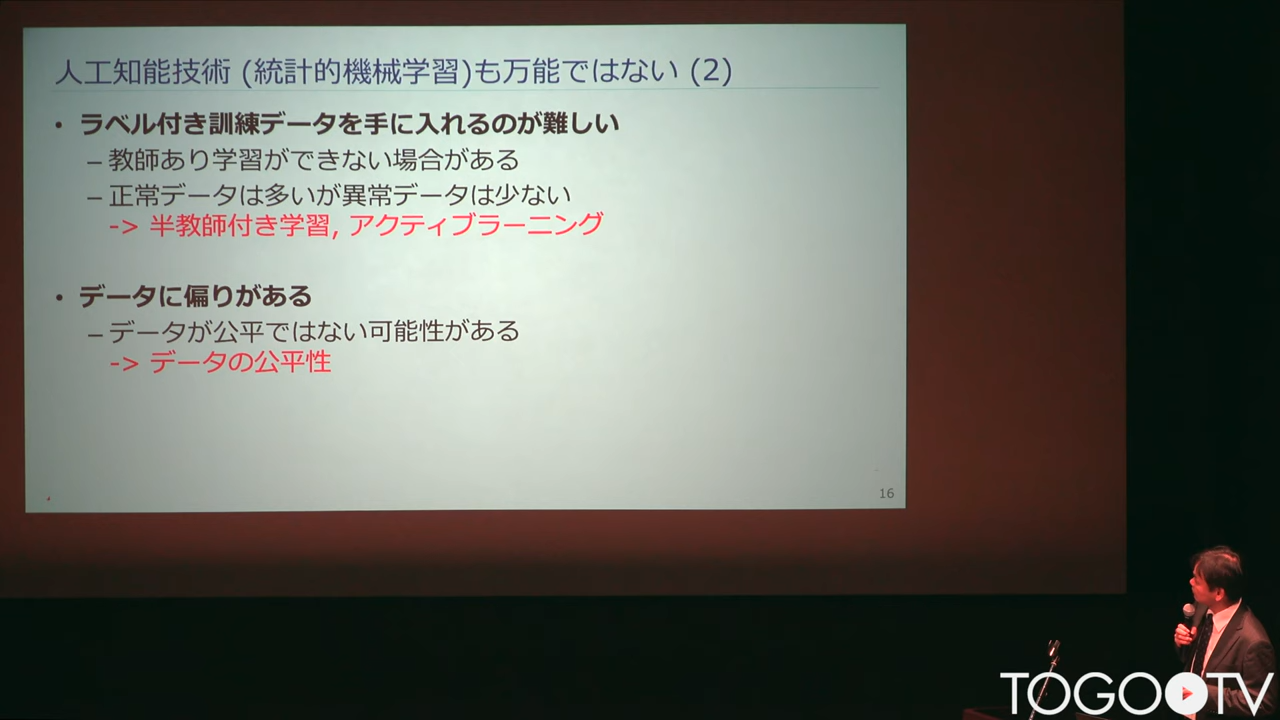 人工知能技術 (統計的機械学習)も万能ではない (2)
• ラベル付き訓練データを手に入れるのが難しい
– 教師あり学習ができない場合がある
– 正常データは多いが異常データは少ない
-> 半教師付き学習, アクティブラーニング
• データに偏りがある
– データが公平ではない可能性がある
-> データの公平性
16
TOGOTV